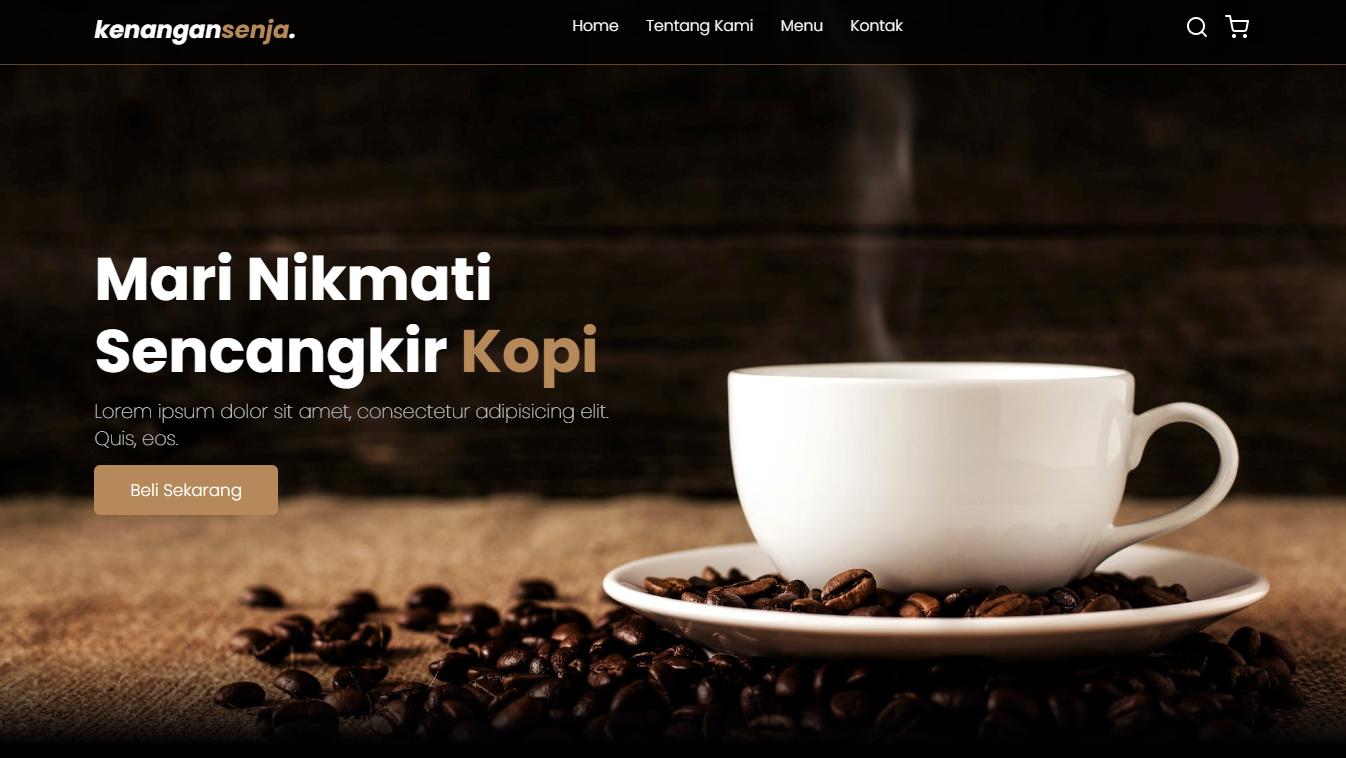 kenangansenja.
Home Tentang Kami Menu Kontak
Mari Nikmati
Sencangkir Kopi
Lorem ipsum dolor sit amet, consectetur adipisicing elit.
Quis, eos.
Beli Sekarang